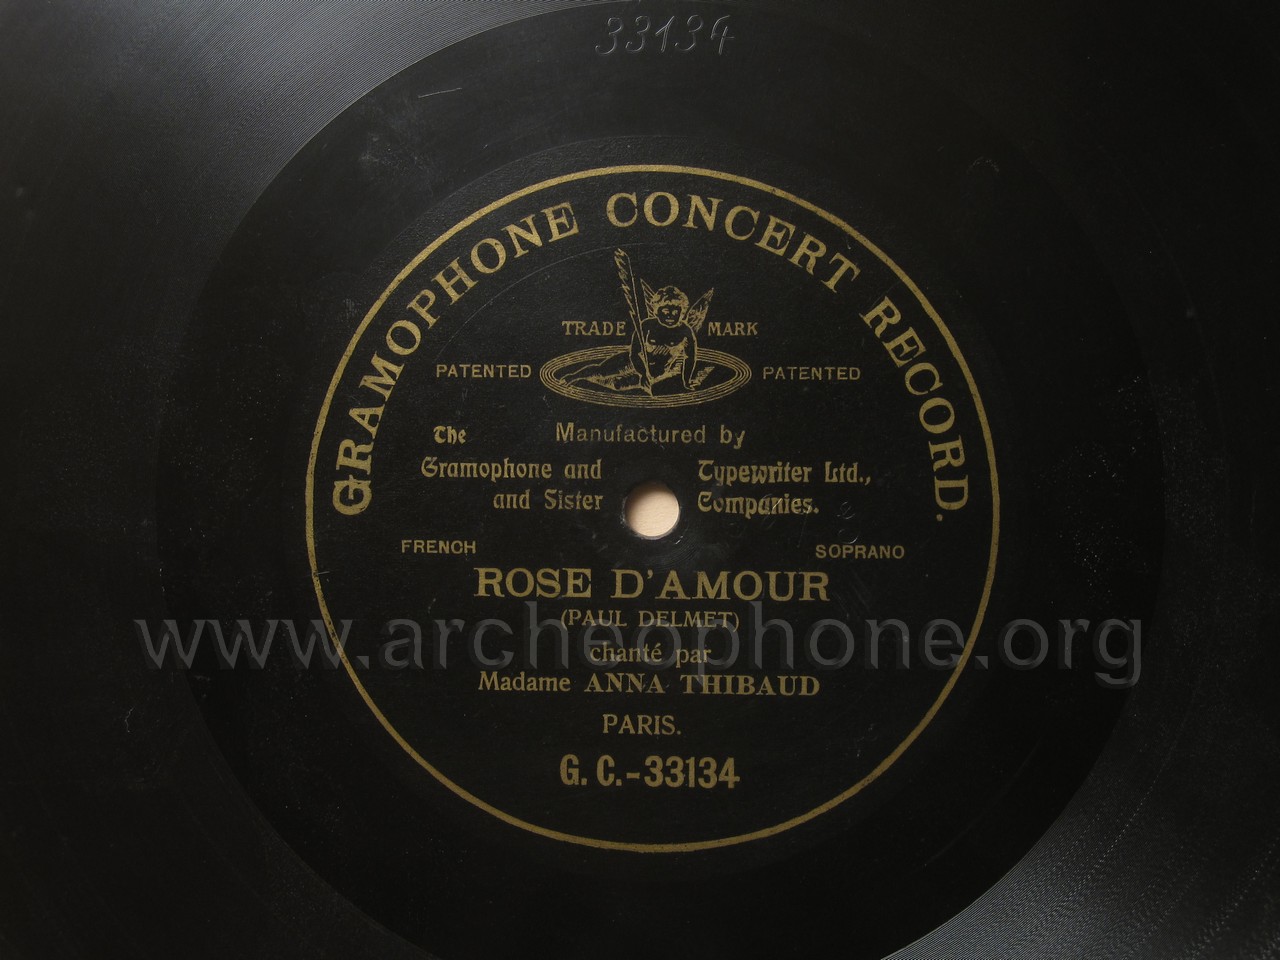 33134
GRAMOPHONE CONCERT RECORD.
TRADE MARK
PATENTED PATENTED
Manufactured by
The Gramophone and Typewriter Ltd.,
and Sister Companies.
FRENCH SOPRANO
ROSE D'AMOUR
(PAUL DELMET)
www.archeophone.org
chanté par
Madame ANNA THIBAUD
PARIS.
G. C.-33134